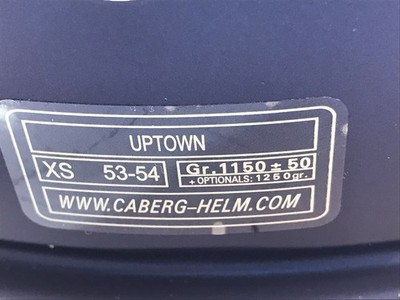 UPTOWN
XS 53-54 Gr.1150±50
+ OPTIONALS: 1250gr.
WWW.CABERG-HELM.COM